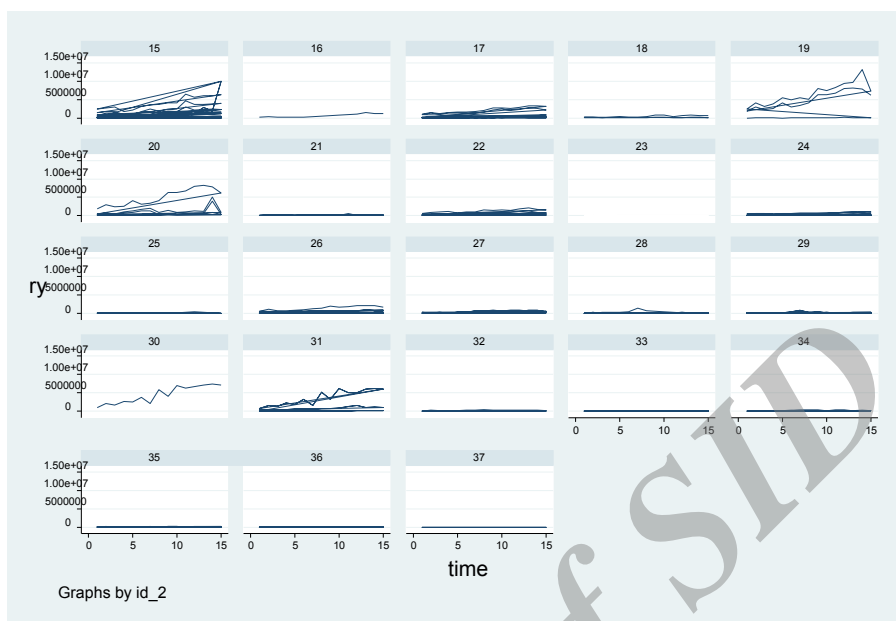 15 16 17 18 19
1.50e+07
1.00e+07
5000000
0
20 21 22 23 24
1.50e+07
1.00e+07
5000000
0
25 26 27 28 29
1.50e+07
1.00e+07
5000000
0
ry
30 31 32 33 34
1.50e+07
1.00e+07
5000000
0
0 5 10 15 0 5 10 15
35 36 37
1.50e+07
1.00e+07
5000000
0
0 5 10 15 0 5 10 15 0 5 10 15
time
Graphs by id_2
f SID